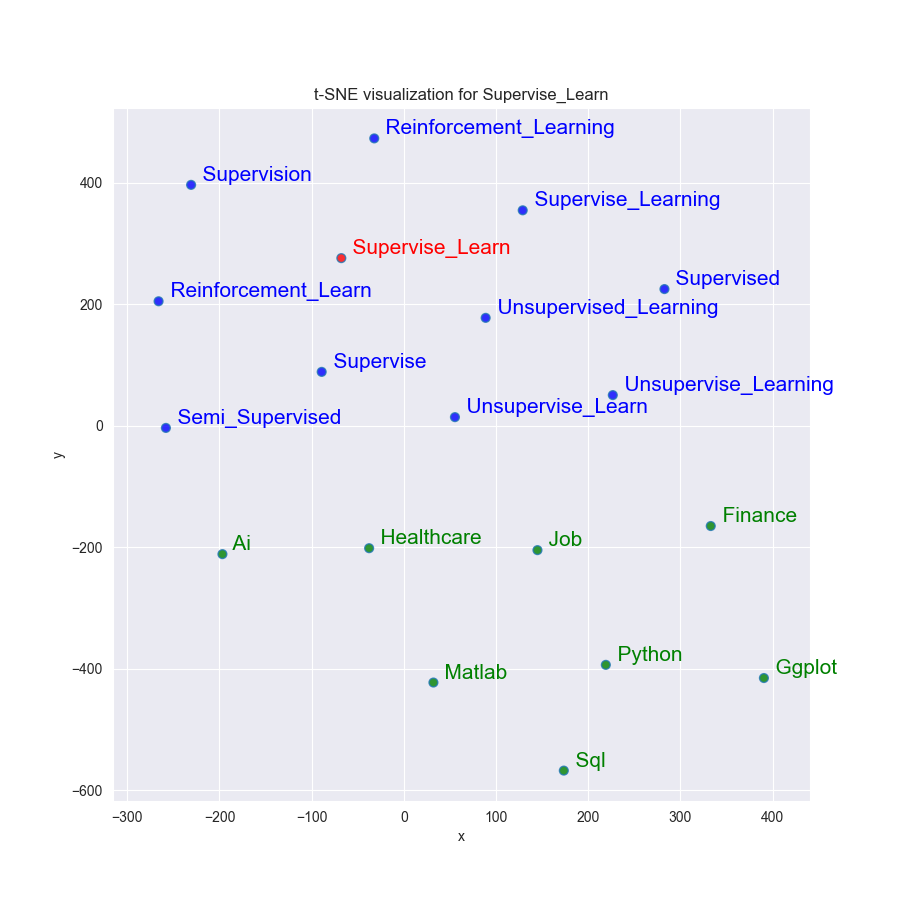 t-SNE visualization for Supervise_Learn
Reinforcement_Learning
Supervision
Supervise_Learning
Supervise_Learn
Supervised
Reinforcement_Learn
Unsupervised_Learning
Supervise
Unsupervise_Learning
Unsupervise_Learn
Semi_Supervised
Finance
Healthcare
Job
Ai
Python
Ggplot
Matlab
Sql
400
200
0
−200
−400
−600
y
−300 −200 −100 0 100 200 300 400
x